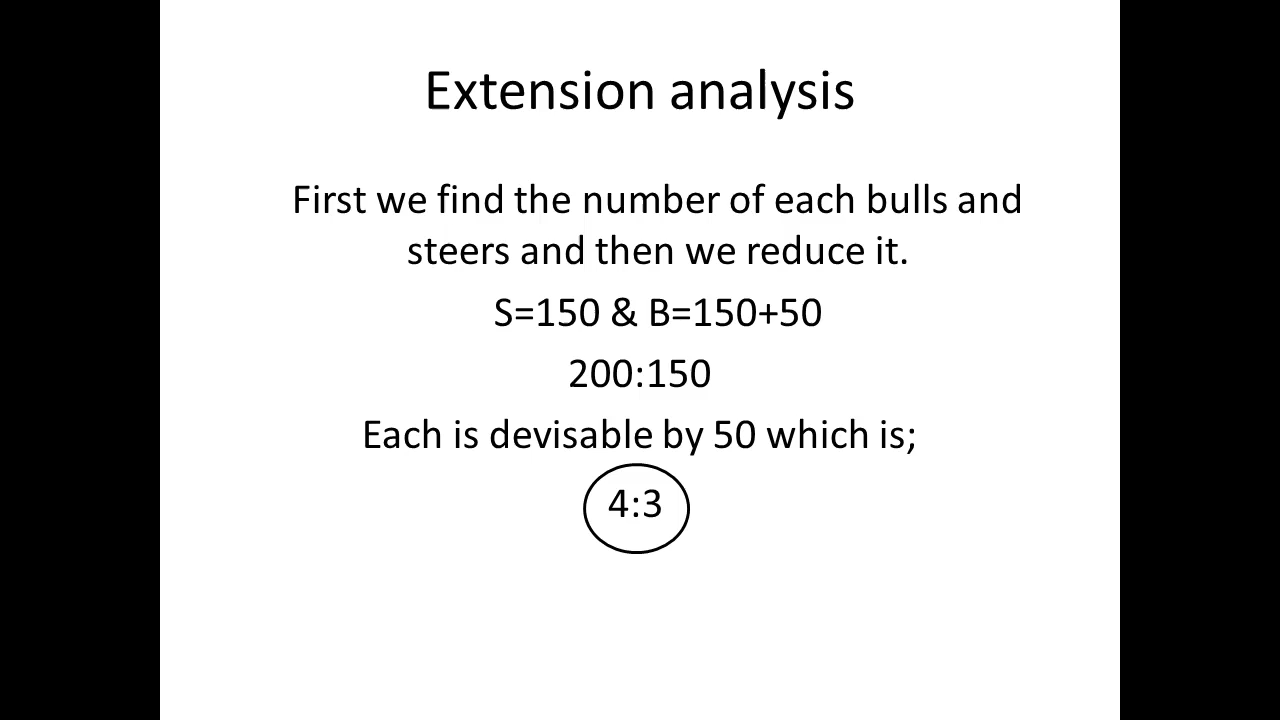 Extension analysis
First we find the number of each bulls and
steers and then we reduce it.
S=150 & B=150+50
200:150
Each is devisable by 50 which is;
4:3